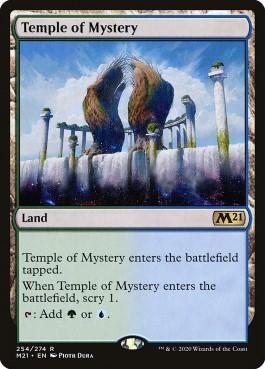 Temple of Mystery
Land
M21
Temple of Mystery enters the battlefield
tapped.
When Temple of Mystery enters the
battlefield, scry 1.
: Add or .
254/274 R
M21 • EN Piotr Dura
™ & © 2020 Wizards of the Coast